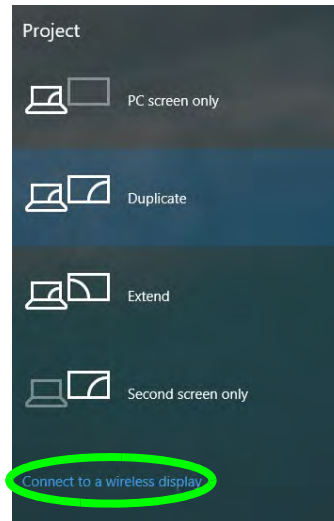 Project
PC screen only
Duplicate
Extend
Second screen only
Connect to a wireless display